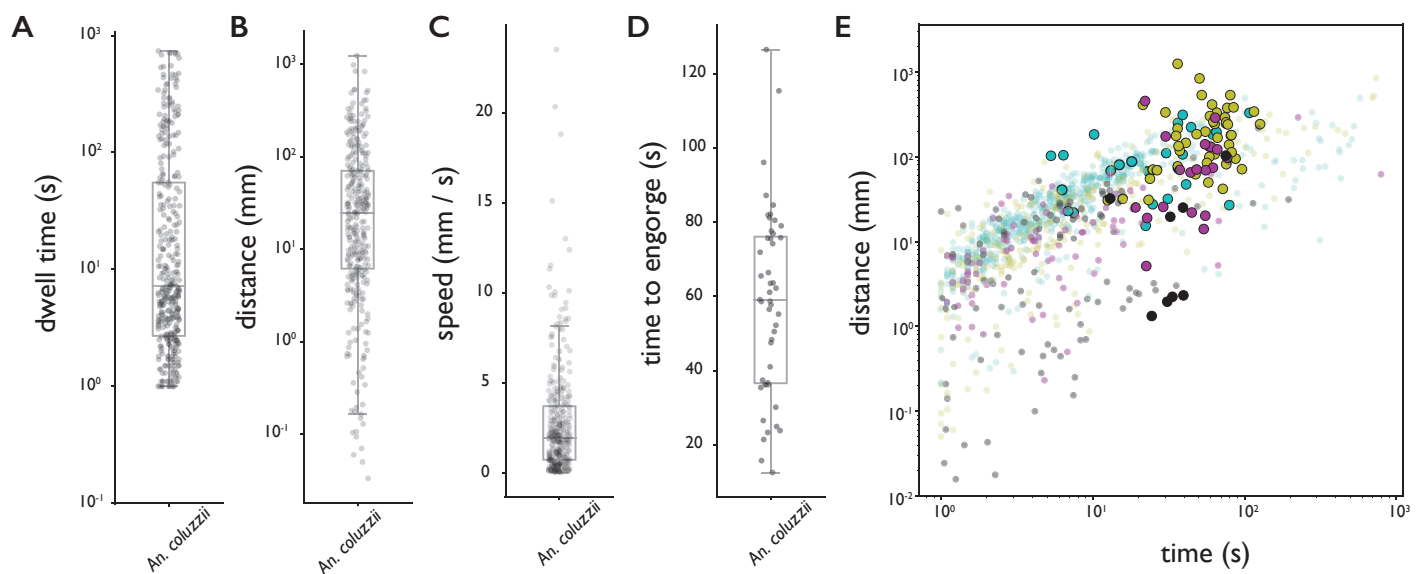 A
B
C
D
E
dwell time (s)
10³
10²
10¹
10⁰
10⁻¹
An. coluzzii
distance (mm)
10³
10²
10¹
10⁰
10⁻¹
An. coluzzii
speed (mm / s)
20
15
10
5
0
An. coluzzii
time to engorge (s)
120
100
80
60
40
20
An. coluzzii
distance (mm)
10³
10²
10¹
10⁰
10⁻¹
10⁻²
10⁰
10¹
10²
10³
time (s)